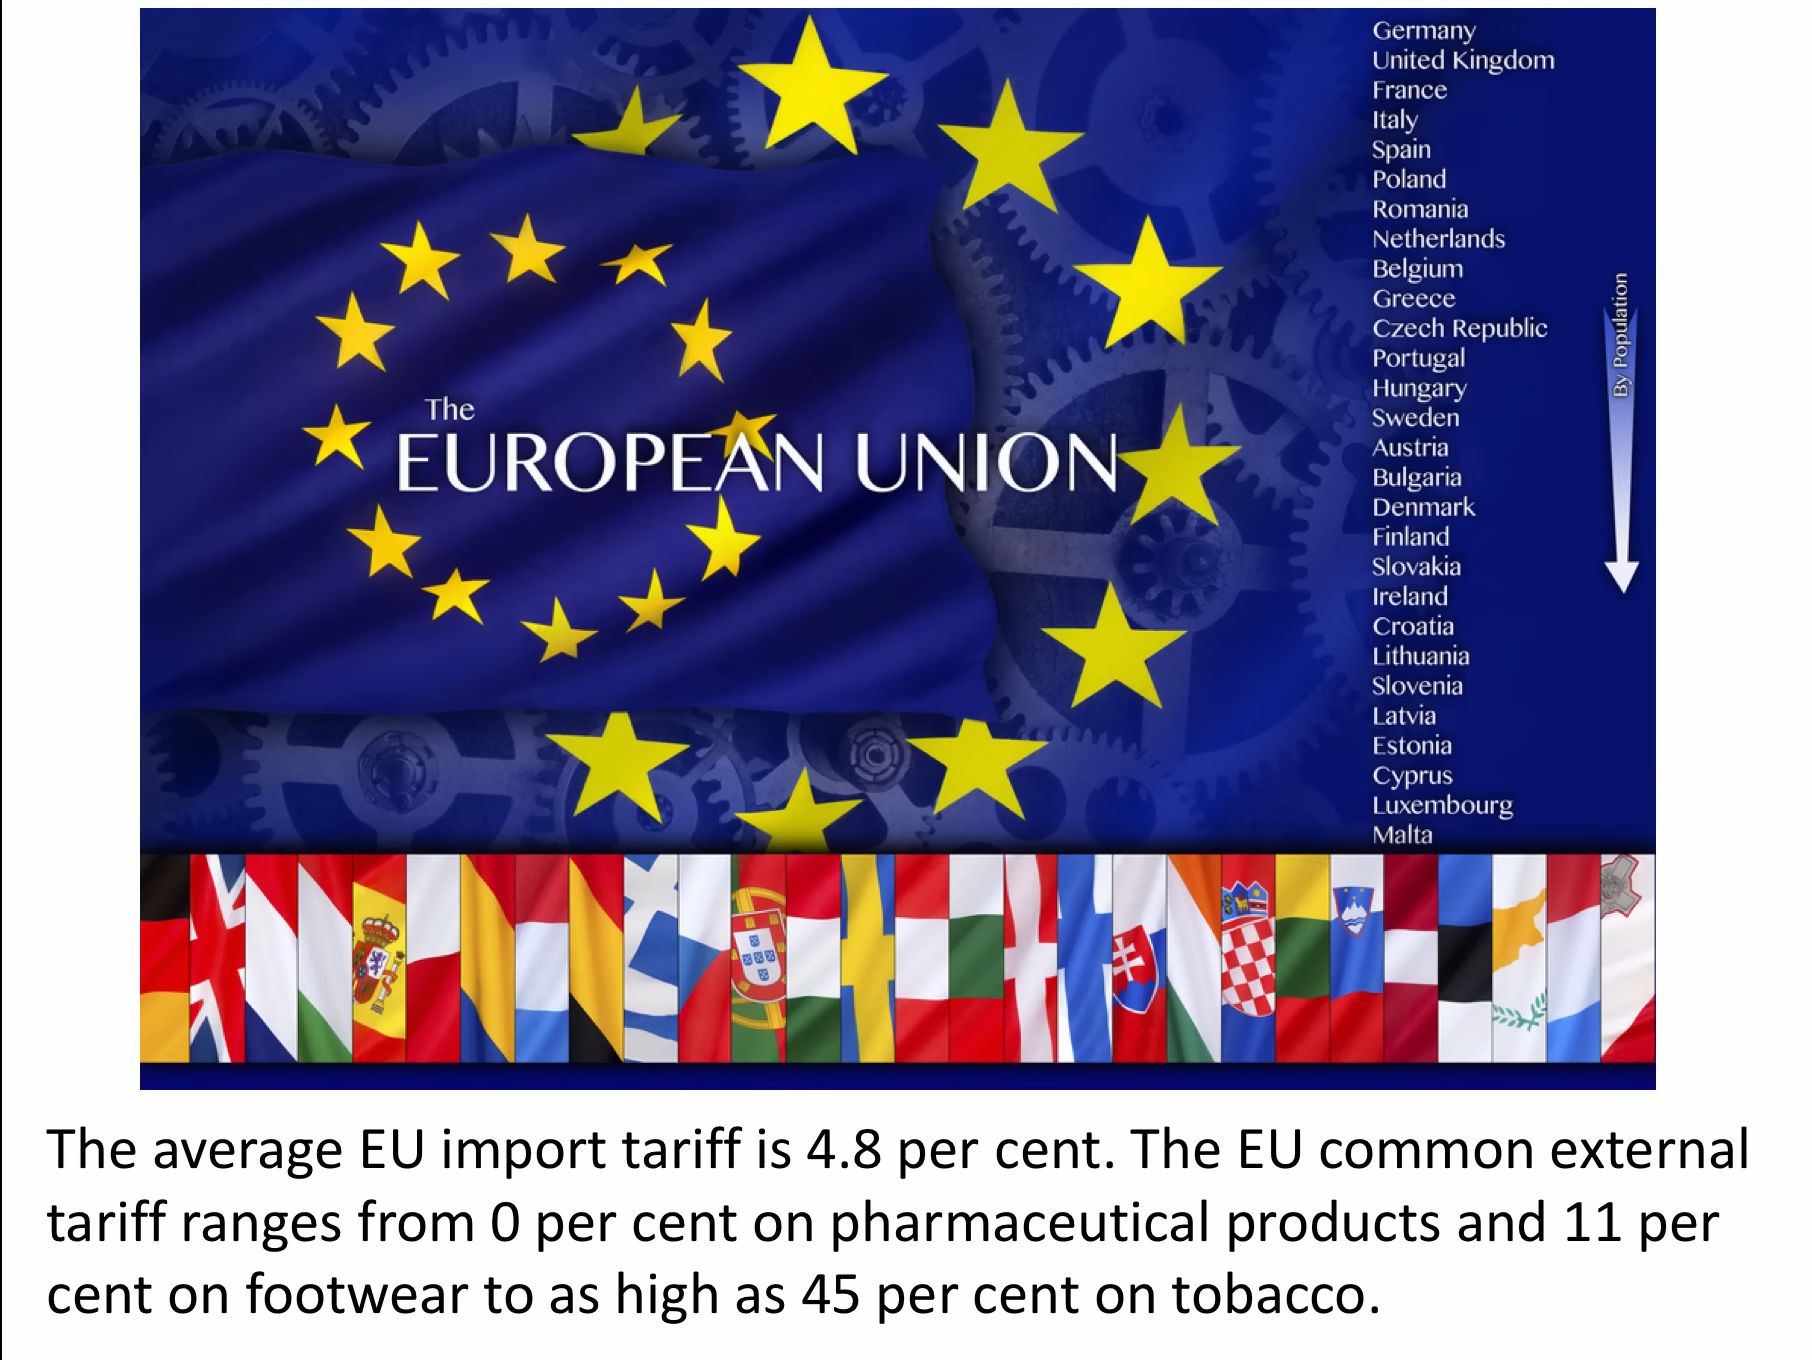 The
EUROPEAN UNION
Germany
United Kingdom
France
Italy
Spain
Poland
Romania
Netherlands
Belgium
Greece
Czech Republic
Portugal
Hungary
Sweden
Austria
Bulgaria
Denmark
Finland
Slovakia
Ireland
Croatia
Lithuania
Slovenia
Latvia
Estonia
Cyprus
Luxembourg
Malta
By Population
The average EU import tariff is 4.8 per cent. The EU common external
tariff ranges from 0 per cent on pharmaceutical products and 11 per
cent on footwear to as high as 45 per cent on tobacco.